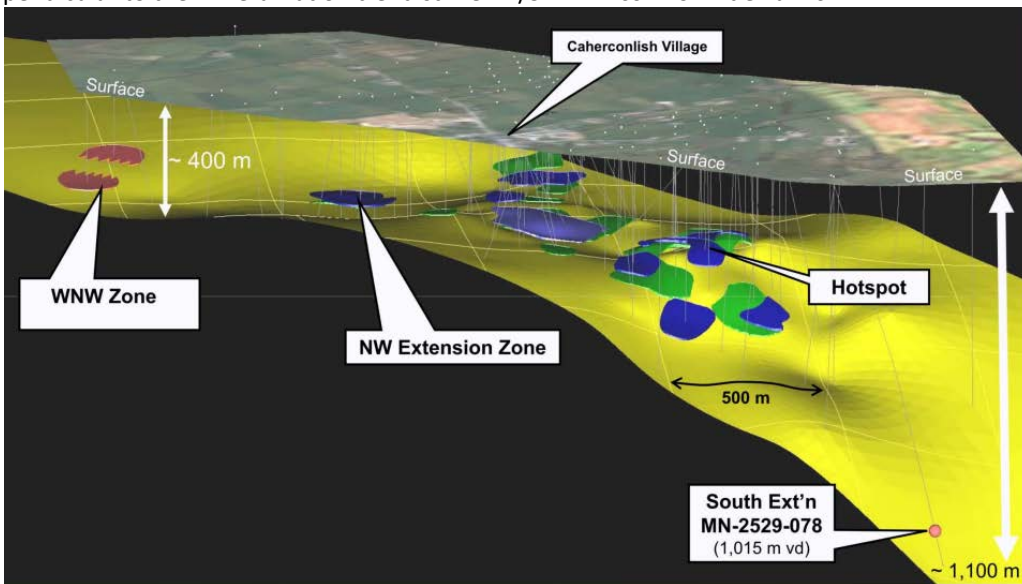 Caherconlish Village
Surface
~ 400 m
Surface
Surface
WNW Zone
Hotspot
NW Extension Zone
500 m
South Ext'n
MN-2529-078
(1,015 m vd)
~ 1,100 m